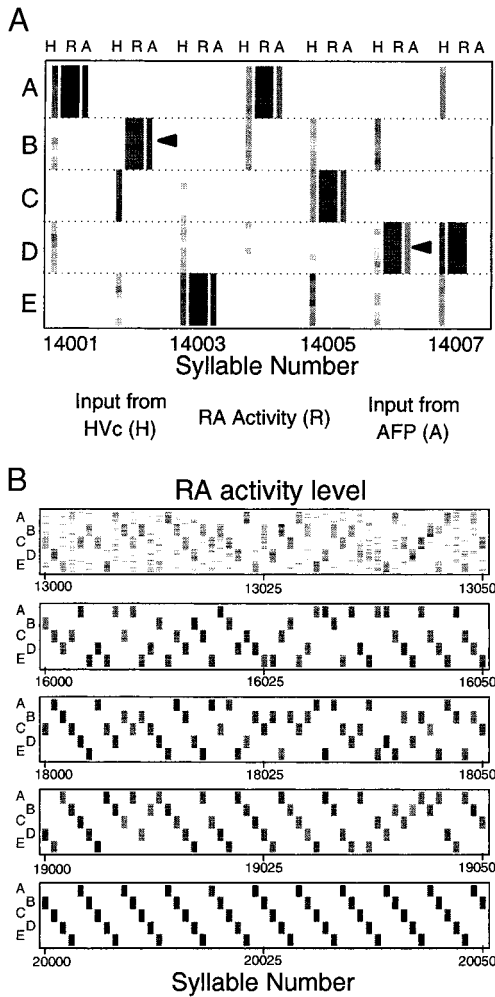 A
H R A H R A H R A H R A H R A H R A H R A
A
B
C
D
E
14001 14003 14005 14007
Syllable Number
Input from HVc (H)
RA Activity (R)
Input from AFP (A)
B
RA activity level
A
B
C
D
E
13000 13025 13050
A
B
C
D
E
16000 16025 16050
A
B
C
D
E
18000 18025 18050
A
B
C
D
E
19000 19025 19050
A
B
C
D
E
20000 20025 20050
Syllable Number